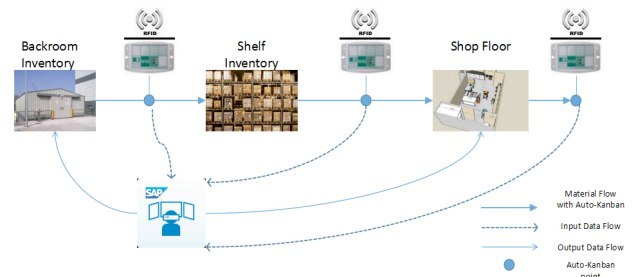 RFID
RFID
RFID
Backroom
Inventory
Shelf
Inventory
Shop Floor
SAP
Material Flow
with Auto-Kanban
Input Data Flow
Output Data Flow
Auto-Kanban
point